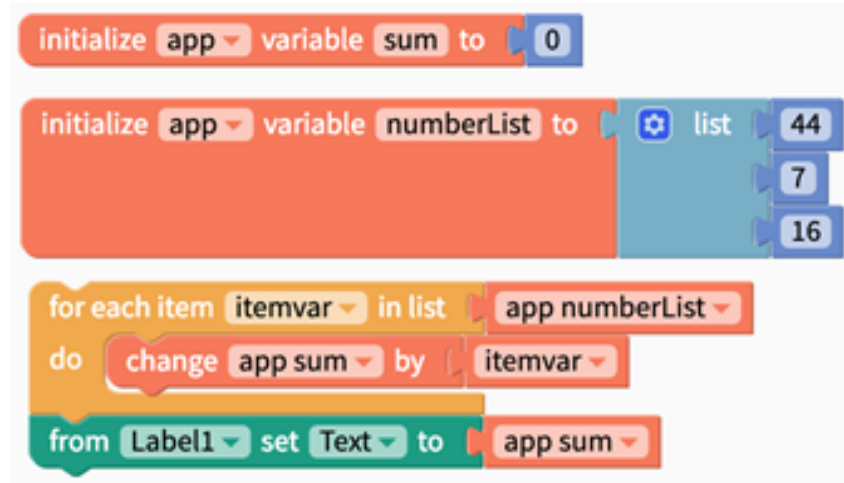 initialize app variable sum to 0
initialize app variable numberList to list 44
7
16
for each item itemvar in list app numberList
do change app sum by itemvar
from Label1 set Text to app sum